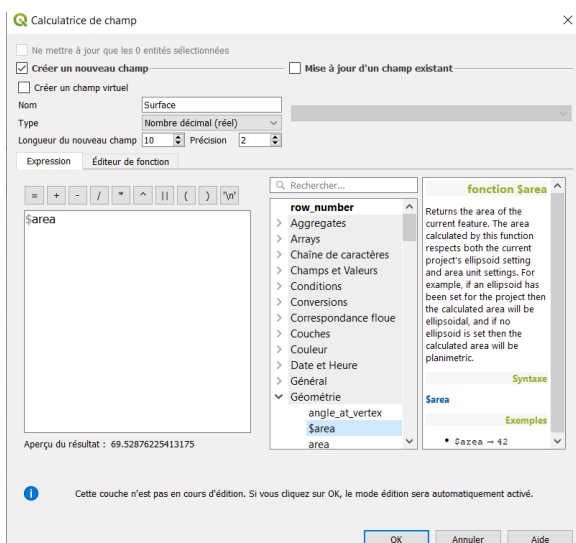 Calculatrice de champ
Ne mettre à jour que les 0 entités sélectionnées
Créer un nouveau champ
Mise à jour d'un champ existant
Créer un champ virtuel
Nom Surface
Type Nombre décimal (réel)
Longueur du nouveau champ 10 Précision 2
Expression Éditeur de fonction
= + - / * ^ || ( ) '\n'
$area
Aperçu du résultat : 69.52876225413175
Rechercher...
row_number
Aggregates
Arrays
Chaîne de caractères
Champs et Valeurs
Conditions
Conversions
Correspondance floue
Couches
Couleur
Date et Heure
Général
Géométrie
angle_at_vertex
$area
area
fonction $area
Returns the area of the
current feature. The area
calculated by this function
respects both the current
project's ellipsoid setting
and area unit settings. For
example, if an ellipsoid has
been set for the project then
the calculated area will be
ellipsoidal, and if no
ellipsoid is set then the
calculated area will be
planimetric.
Syntaxe
$area
Exemples
• $area → 42
Cette couche n'est pas en cours d'édition. Si vous cliquez sur OK, le mode édition sera automatiquement activé.
OK Annuler Aide